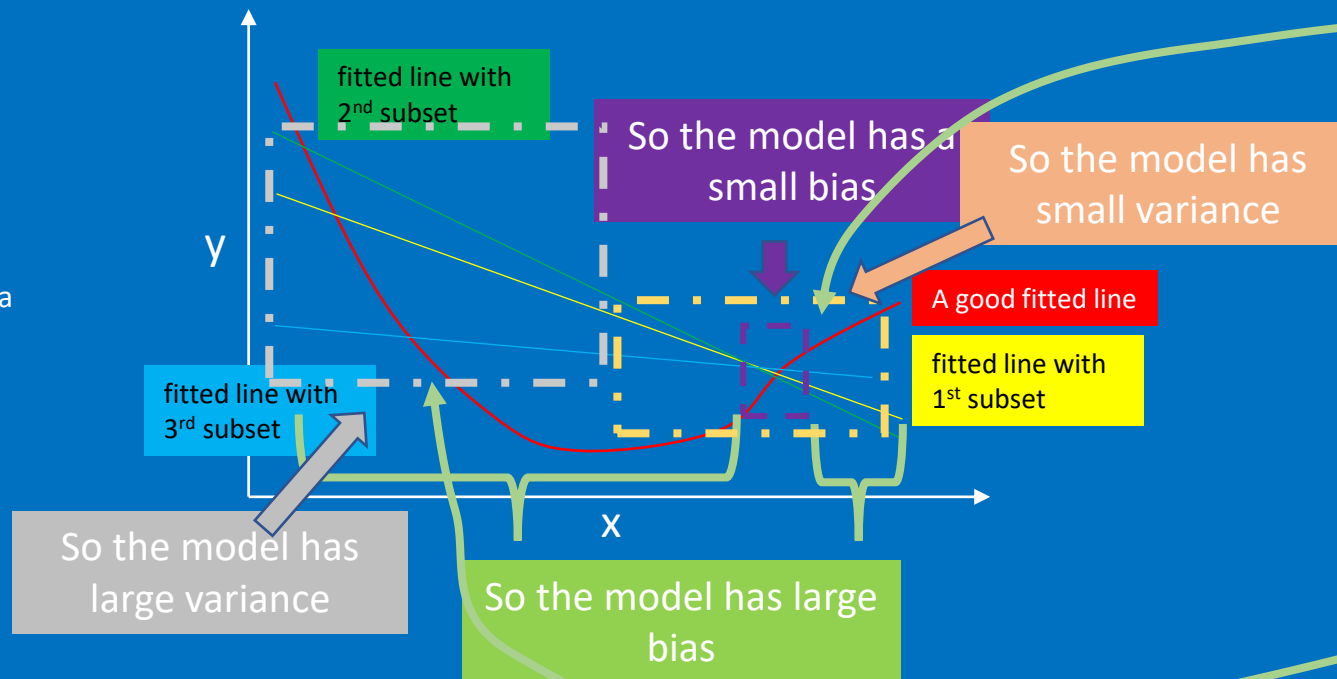 fitted line with
2nd subset
So the model has a
small bias
So the model has
small variance
y
a
A good fitted line
fitted line with
1st subset
fitted line with
3rd subset
x
So the model has
large variance
So the model has large
bias